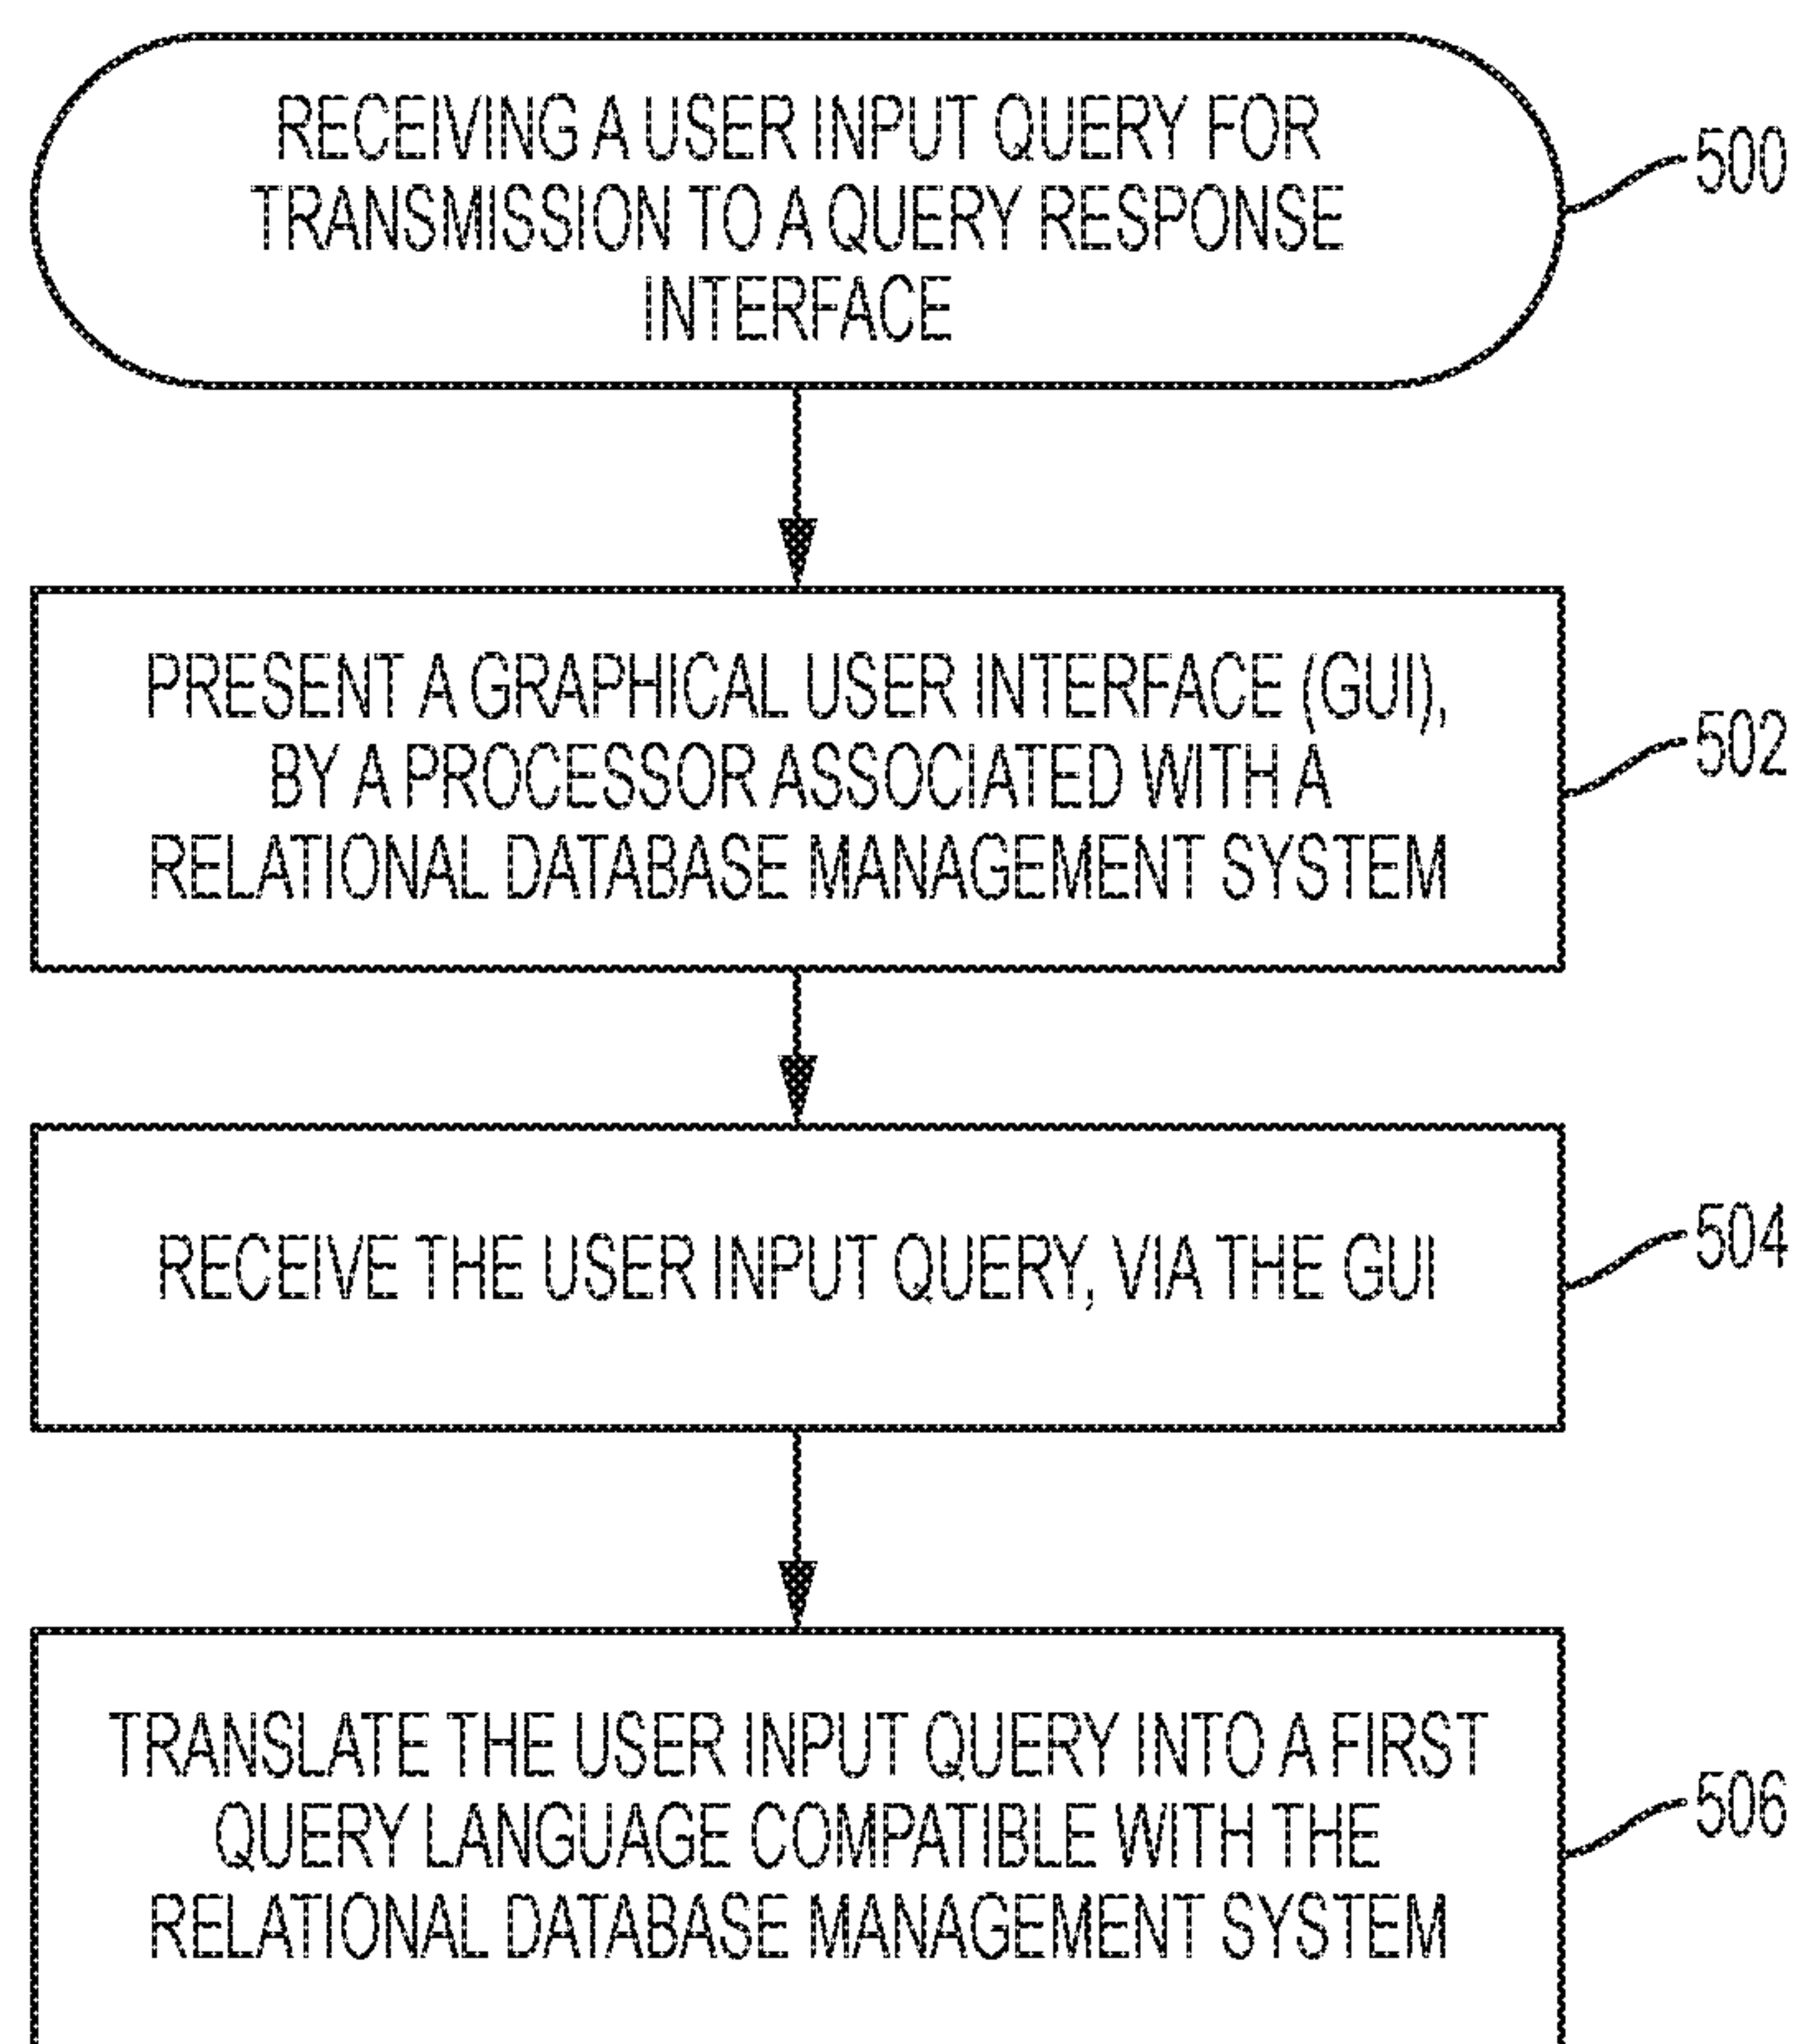 RECEIVING A USER INPUT QUERY FOR
TRANSMISSION TO A QUERY RESPONSE
INTERFACE
500
PRESENT A GRAPHICAL USER INTERFACE (GUI),
BY A PROCESSOR ASSOCIATED WITH A
RELATIONAL DATABASE MANAGEMENT SYSTEM
502
RECEIVE THE USER INPUT QUERY, VIA THE GUI
504
TRANSLATE THE USER INPUT QUERY INTO A FIRST
QUERY LANGUAGE COMPATIBLE WITH THE
RELATIONAL DATABASE MANAGEMENT SYSTEM
506